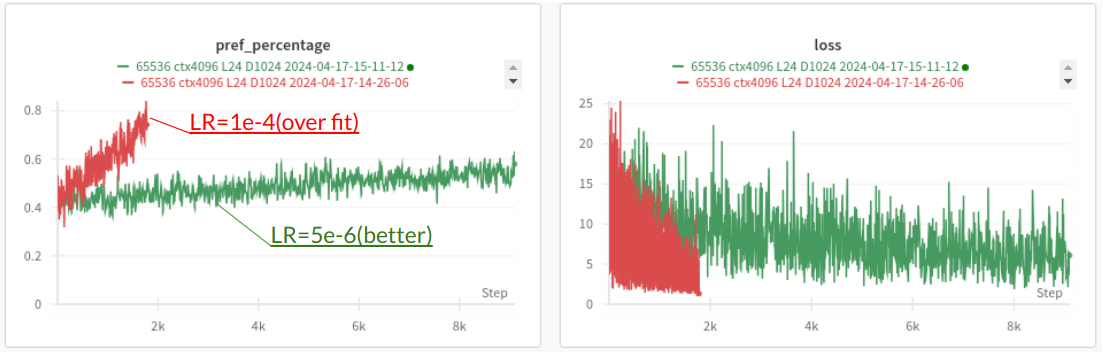 pref_percentage
65536 ctx4096 L24 D1024 2024-04-17-15-11-12
65536 ctx4096 L24 D1024 2024-04-17-14-26-06
0.8
LR=1e-4(over fit)
0.6
0.4
LR=5e-6(better)
0.2
Step
0
2k
4k
6k
8k
loss
65536 ctx4096 L24 D1024 2024-04-17-15-11-12
65536 ctx4096 L24 D1024 2024-04-17-14-26-06
25
20
15
10
5
Step
0
2k
4k
6k
8k